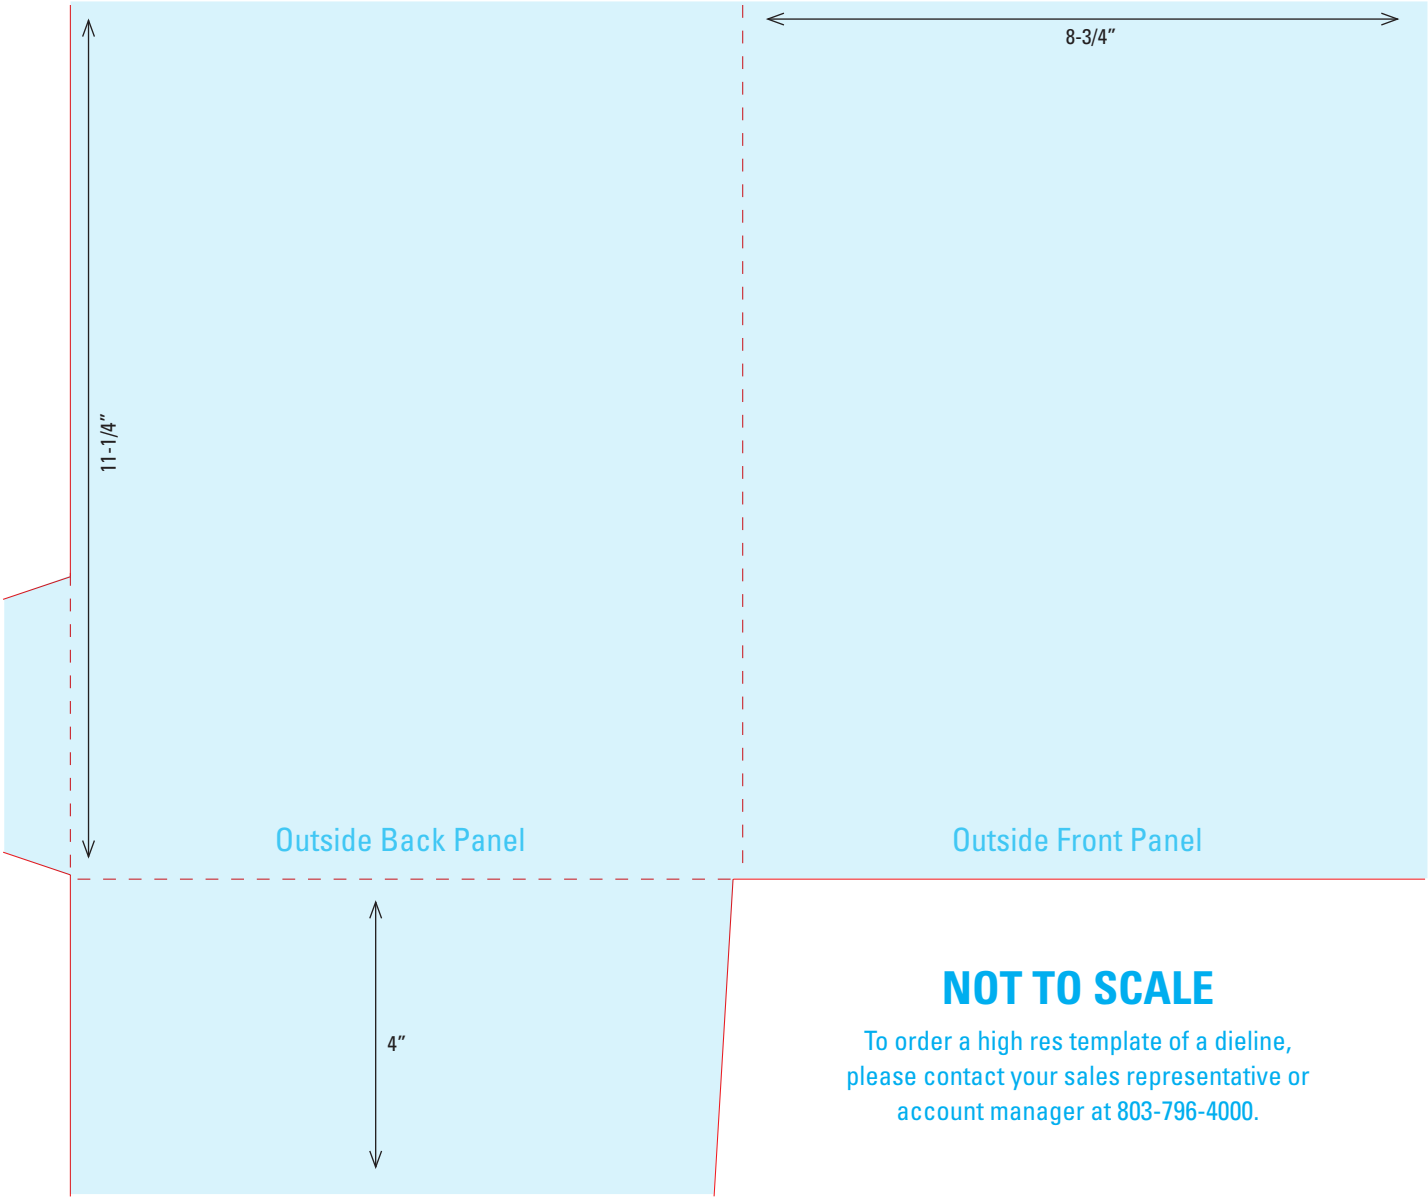 8-3/4”
11-1/4”
Outside Back Panel
Outside Front Panel
4”
NOT TO SCALE
To order a high res template of a dieline,
please contact your sales representative or
account manager at 803-796-4000.